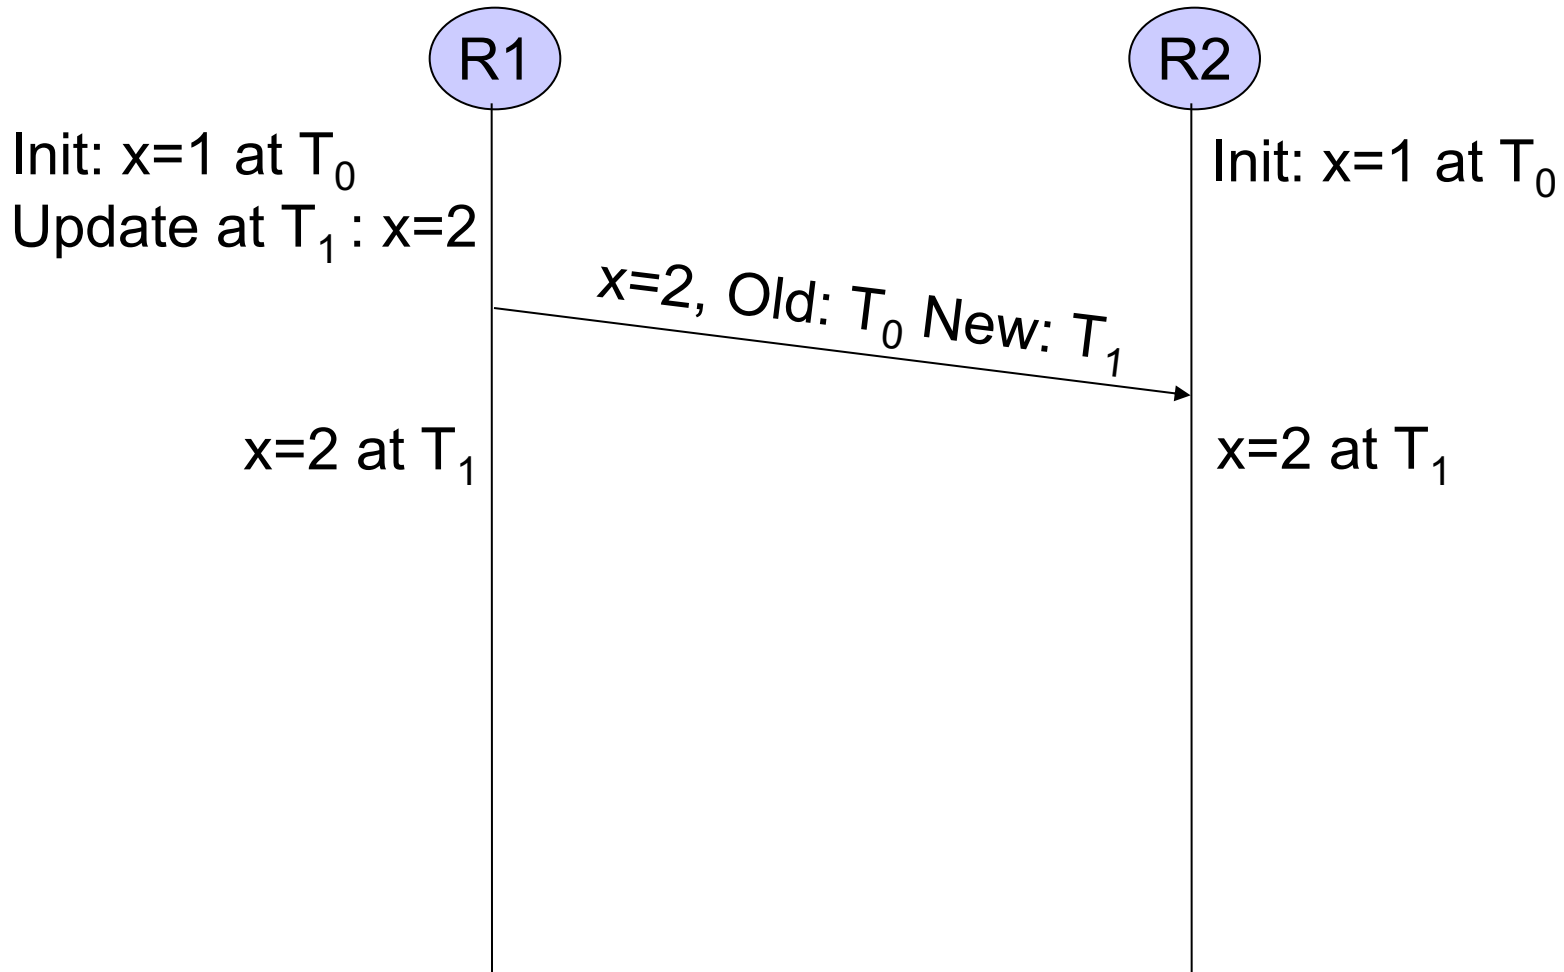 R1
R2
Init: x=1 at T₀
Update at T₁ : x=2
Init: x=1 at T₀
x=2, Old: T₀ New: T₁
x=2 at T₁
x=2 at T₁